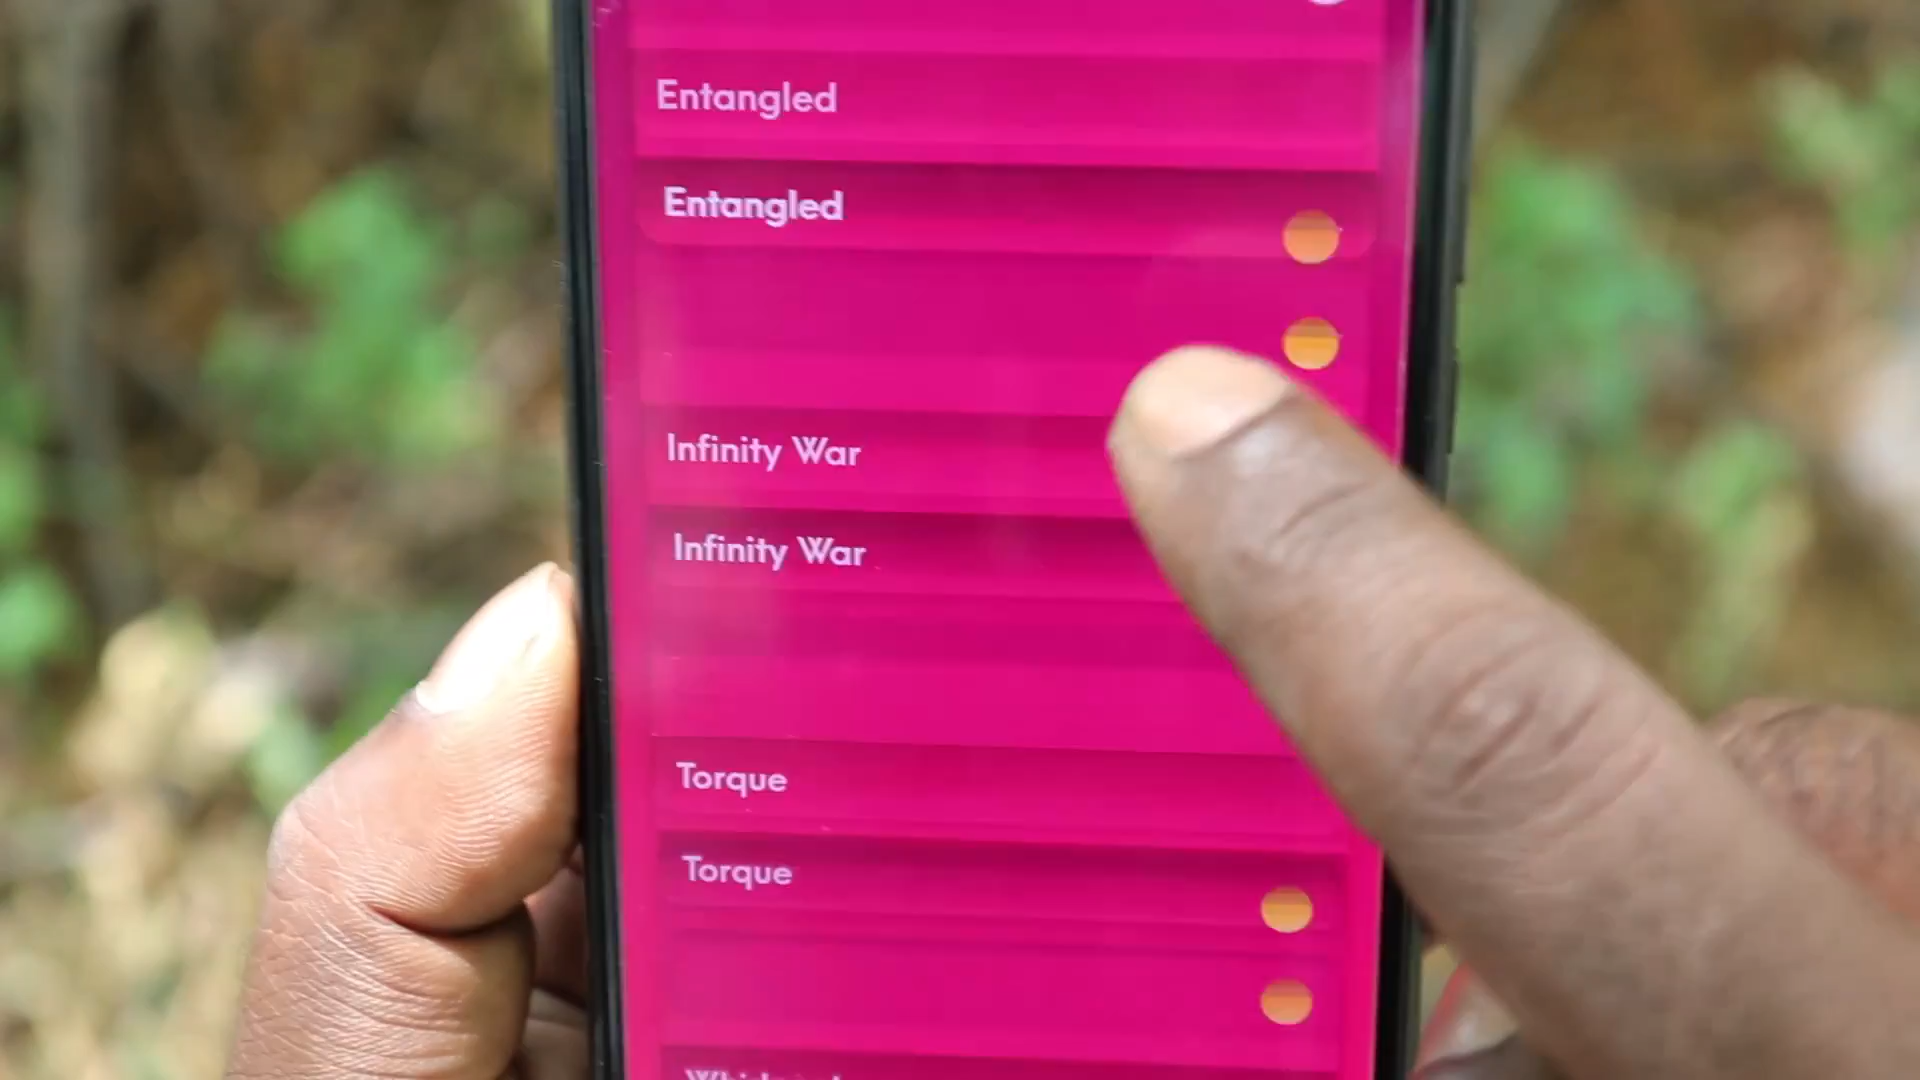 Entangled
Entangled
Infinity War
Infinity War
Torque
Torque